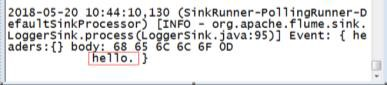 2018-05-20 10:44:10,130 (SinkRunner-PollingRunner-D
efaultSinkProcessor) [INFO - org.apache.flume.sink.
LoggerSink.process(LoggerSink.java:95)] Event: { he
aders:{} body: 68 65 6C 6C 6F 0D
hello. }